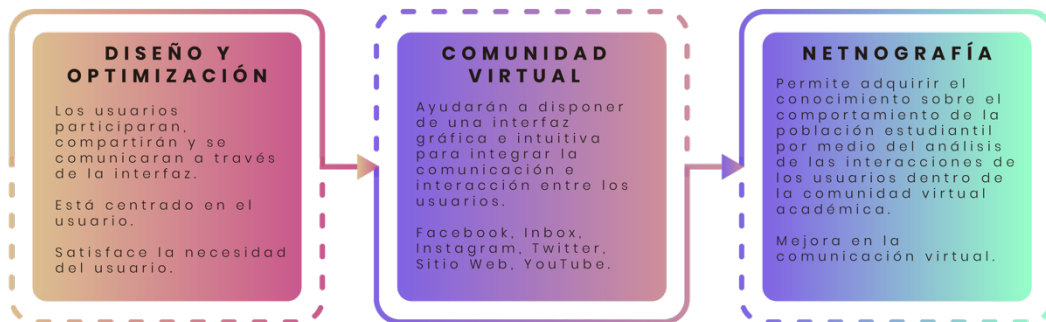 DISEÑO Y
OPTIMIZACIÓN
Los usuarios
participaran,
compartirán y se
comunicaran a través
de la interfaz.
Está centrado en el
usuario.
Satisface la necesidad
del usuario.
COMUNIDAD
VIRTUAL
Ayudarán a disponer
de una interfaz
gráfica e intuitiva
para integrar la
comunicación e
interacción entre los
usuarios.
Facebook, Inbox,
Instagram, Twitter,
Sitio Web, YouTube.
NETNOGRAFÍA
Permite adquirir el
conocimiento sobre el
comportamiento de la
población estudiantil
por medio del análisis
de las interacciones de
los usuarios dentro de
la comunidad virtual
académica.
Mejora en la
comunicación virtual.